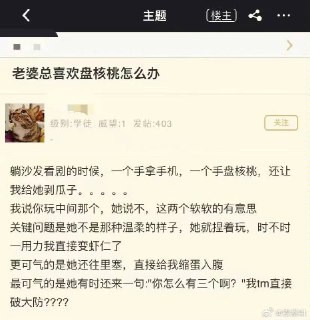 主题
楼主
老婆总喜欢盘核桃怎么办
级别:学徒 威望:1 发帖:403
关注
躺沙发看剧的时候，一个手拿手机，一个手盘核桃，还让
我给她剥瓜子。。。。。
我说你玩中间那个，她说不，这两个软软的有意思
关键问题是她不是那种温柔的样子，她就捏着玩，时不时
一用力我直接变虾仁了
更可气的是她还往里塞，直接给我缩蛋入腹
最可气的是她有时还来一句:"你怎么有三个啊？"我tm直接
破大防????